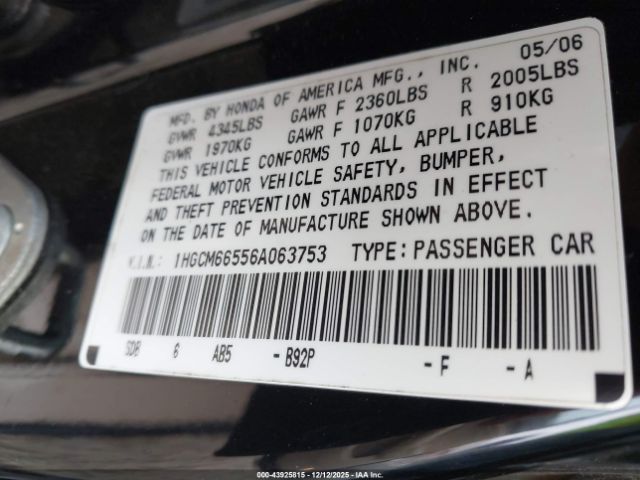 05/06
MFD. BY HONDA OF AMERICA MFG., INC.
GVWR 4345LBS GAWR F 2360LBS R 2005LBS
GVWR 1970KG GAWR F 1070KG R 910KG
THIS VEHICLE CONFORMS TO ALL APPLICABLE
FEDERAL MOTOR VEHICLE SAFETY, BUMPER,
AND THEFT PREVENTION STANDARDS IN EFFECT
ON THE DATE OF MANUFACTURE SHOWN ABOVE.
V.I.N: 1HGCM66556A063753 TYPE: PASSENGER CAR
SDB 6 AB5 -B92P -F -A
000-43925815 - 12/12/2025 - IAA Inc.